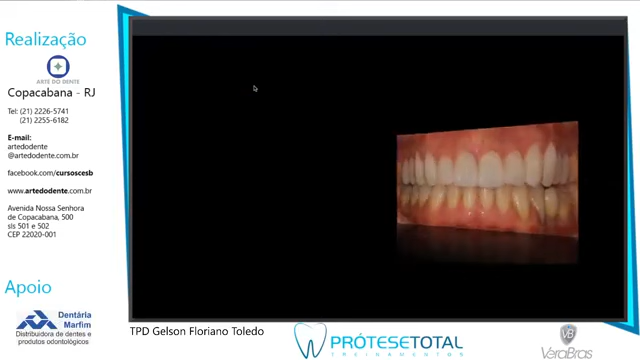 Realização
ARTE DO DENTE
Copacabana - RJ
Tel: (21) 2226-5741
(21) 2255-6182
E-mail:
artedodente
@artedodente.com.br
facebook.com/cursoscesb
www.artedodente.com.br
Avenida Nossa Senhora
de Copacabana, 500
sls 501 e 502
CEP 22020-001
Apoio
Dentária
Marfim
Distribuidora de dentes e
produtos odontológicos
TPD Gelson Floriano Toledo
PRÓTESETOTAL
TREINAMENTOS
VB
VeraBras